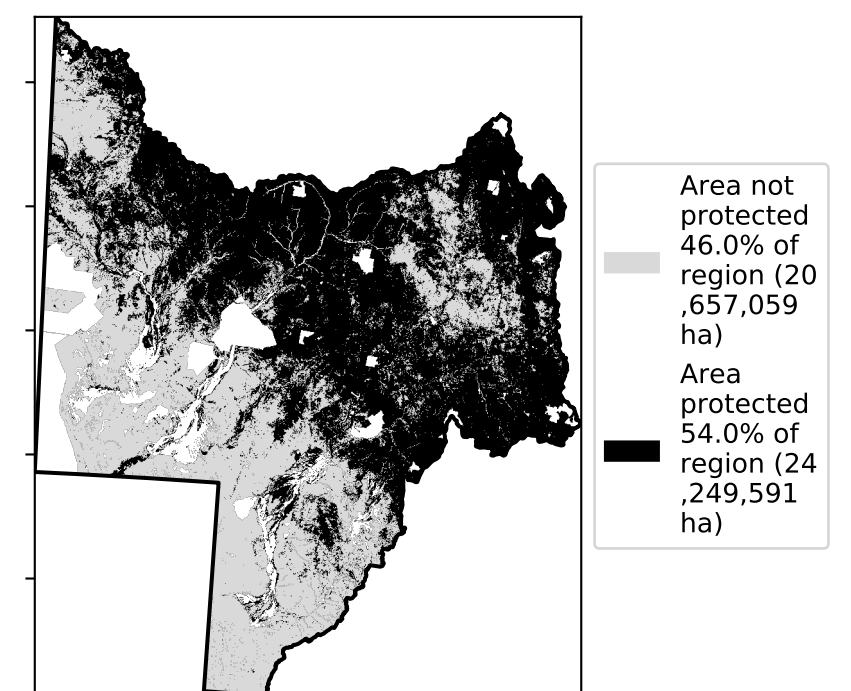 Area not
protected
46.0% of
region (20
,657,059
ha)
Area
protected
54.0% of
region (24
,249,591
ha)